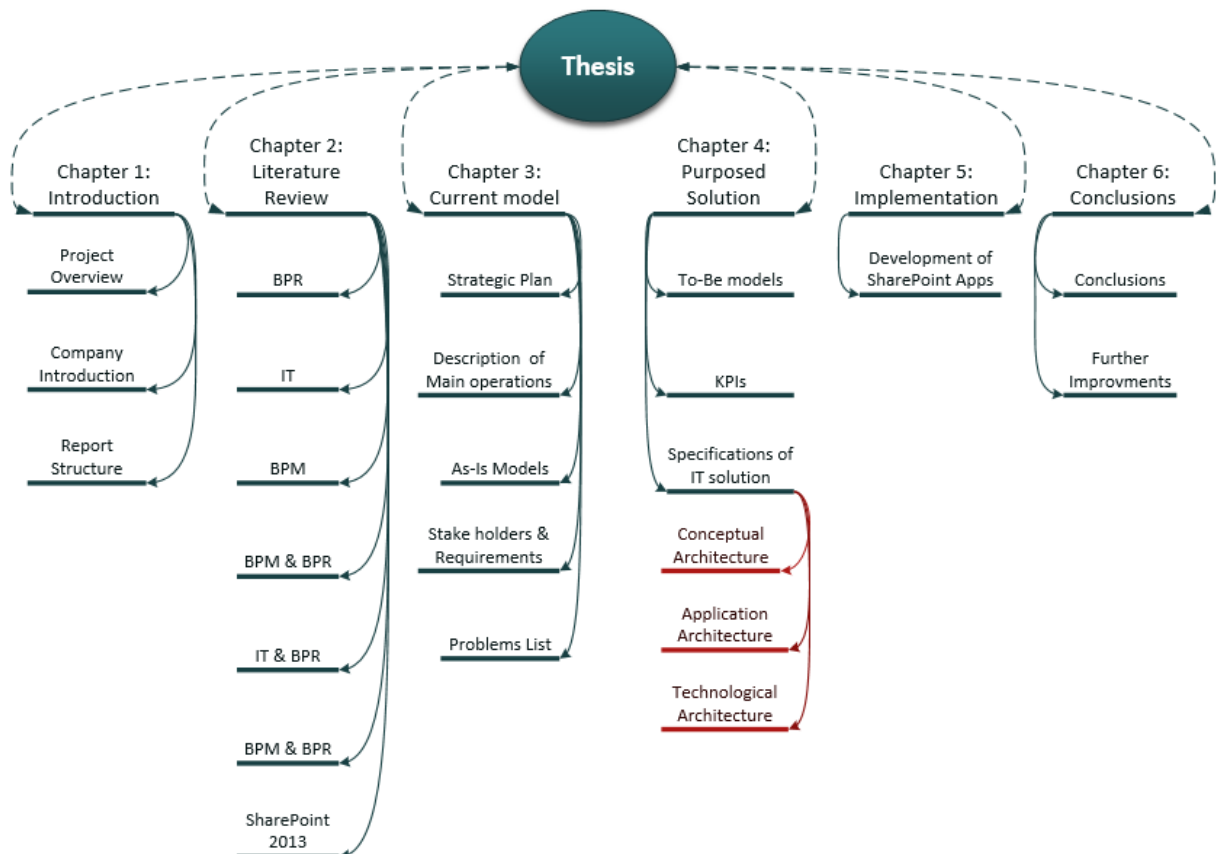 Thesis
Chapter 1:
Introduction
Project
Overview
Company
Introduction
Report
Structure
Chapter 2:
Literature
Review
BPR
IT
BPM
BPM & BPR
IT & BPR
BPM & BPR
SharePoint
2013
Chapter 3:
Current model
Strategic Plan
Description of
Main operations
As-Is Models
Stake holders &
Requirements
Problems List
Chapter 4:
Purposed
Solution
To-Be models
KPIs
Specifications of
IT solution
Conceptual
Architecture
Application
Architecture
Technological
Architecture
Chapter 5:
Implementation
Development of
SharePoint Apps
Chapter 6:
Conclusions
Conclusions
Further
Improvments